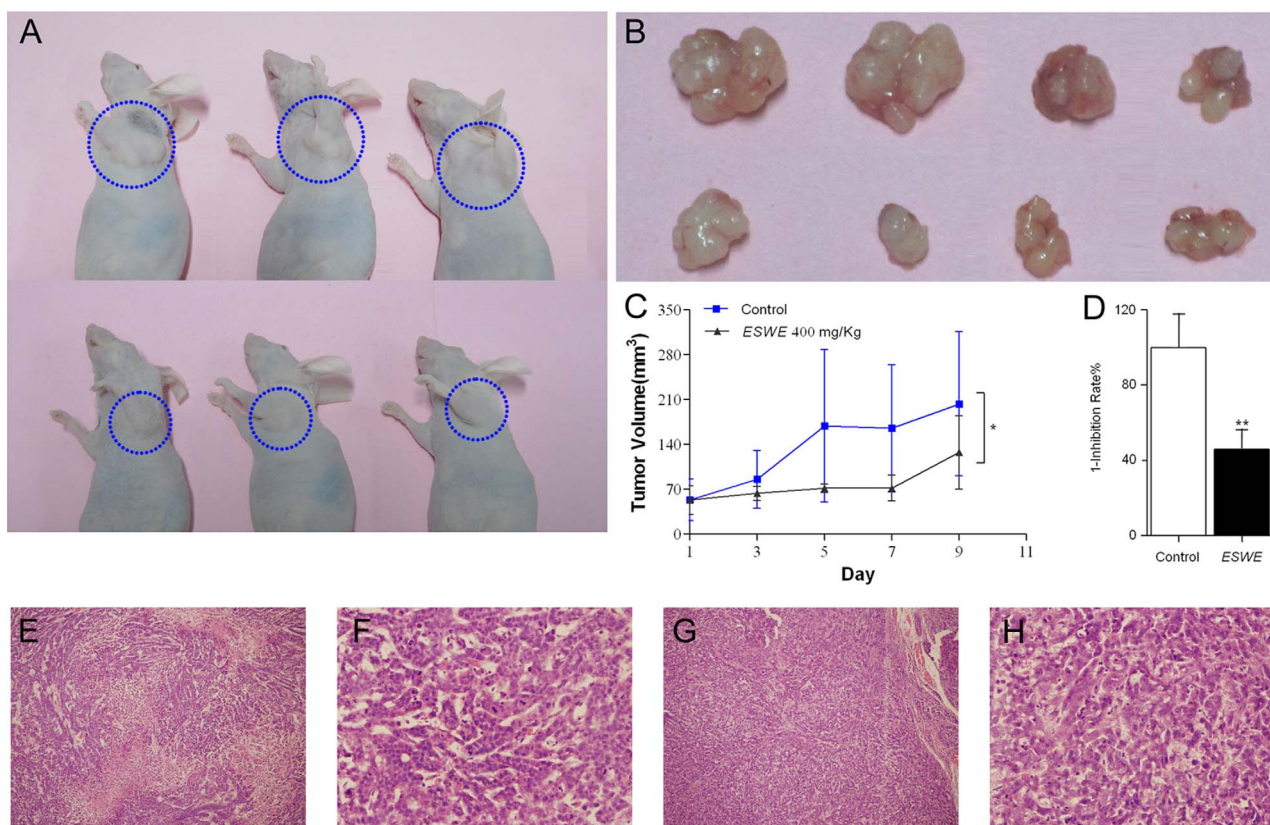 A
B
C
Control
ESWE 400 mg/Kg
Tumor Volume(mm³)
350
280
210
140
70
0
*
1
3
5
7
9
11
Day
D
1-Inhibition Rate%
120
80
40
0
**
Control
ESWE
E
F
G
H